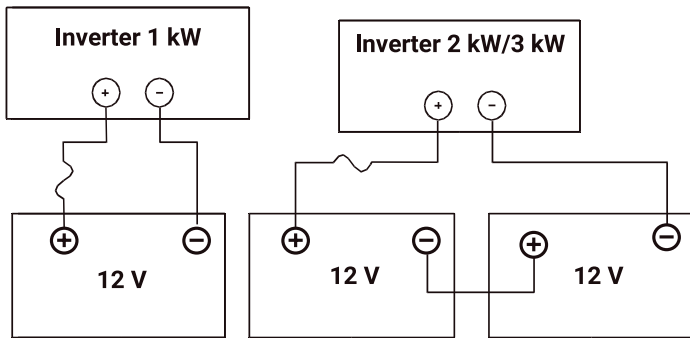 Inverter 1 kW
+ −
+ −
12 V
Inverter 2 kW/3 kW
+ −
+ − + −
12 V 12 V